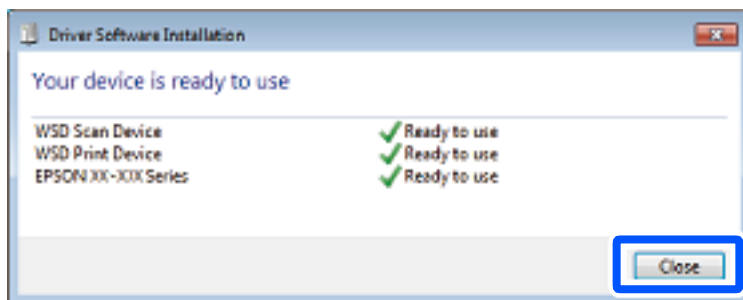 Driver Software Installation
Your device is ready to use
WSD Scan Device Ready to use
WSD Print Device Ready to use
EPSON XX-XXX Series Ready to use
Close